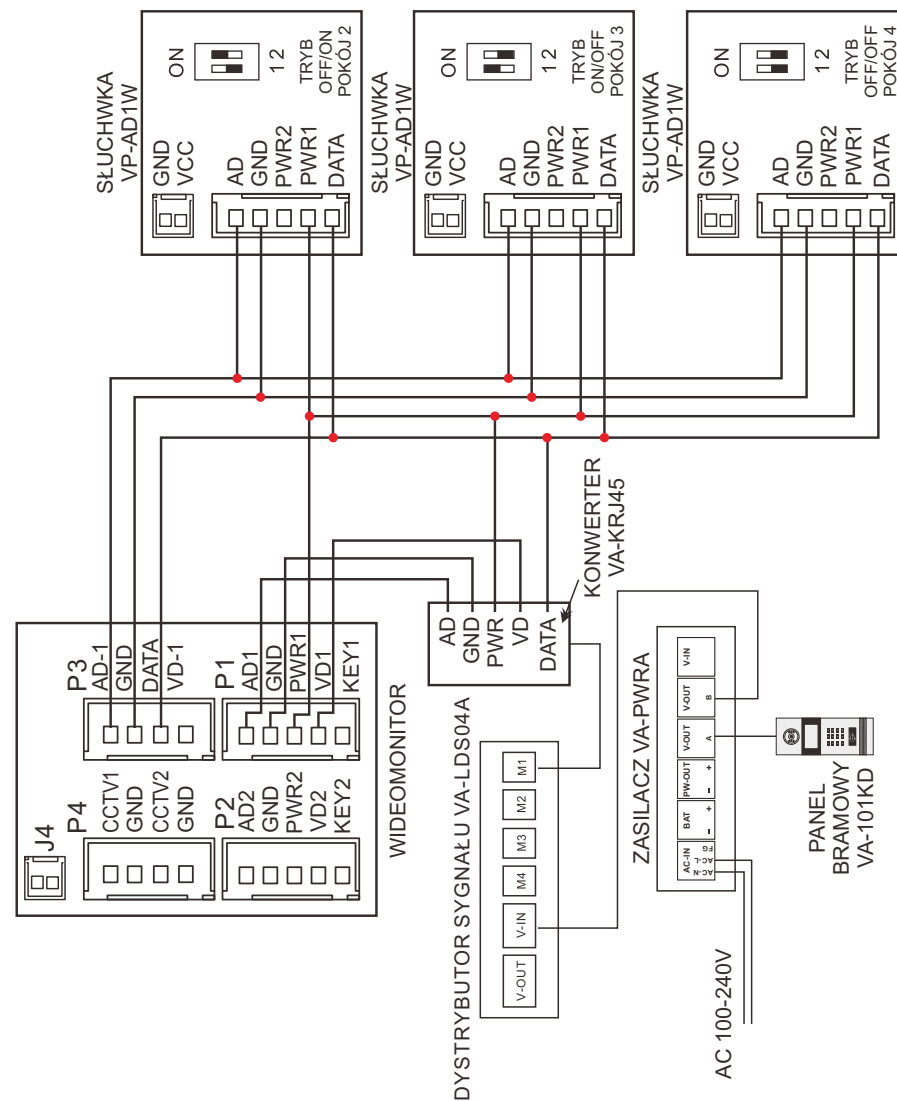 SŁUCHWKA
VP-AD1W
GND
VCC
AD
GND
PWR2
PWR1
DATA
ON
1 2
TRYB
OFF/ON
POKÓJ 2
SŁUCHWKA
VP-AD1W
GND
VCC
AD
GND
PWR2
PWR1
DATA
ON
1 2
TRYB
ON/OFF
POKÓJ 3
SŁUCHWKA
VP-AD1W
GND
VCC
AD
GND
PWR2
PWR1
DATA
ON
1 2
TRYB
OFF/OFF
POKÓJ 4
J4
P4
CCTV1
GND
CCTV2
GND
P3
AD-1
GND
DATA
VD-1
P2
AD2
GND
PWR2
VD2
KEY2
P1
AD1
GND
PWR1
VD1
KEY1
WIDEOMONITOR
AD
GND
PWR
VD
DATA
KONWERTER
VA-KRJ45
DYSTRYBUTOR SYGNAŁU VA-LDS04A
V-OUT
V-IN
M4
M3
M2
M1
ZASILACZ VA-PWRA
AC-IN
AC-N
AC-L
FG
BAT
– +
PW-OUT
– +
V-OUT
A
V-OUT
B
V-IN
AC 100-240V
PANEL
BRAMOWY
VA-101KD